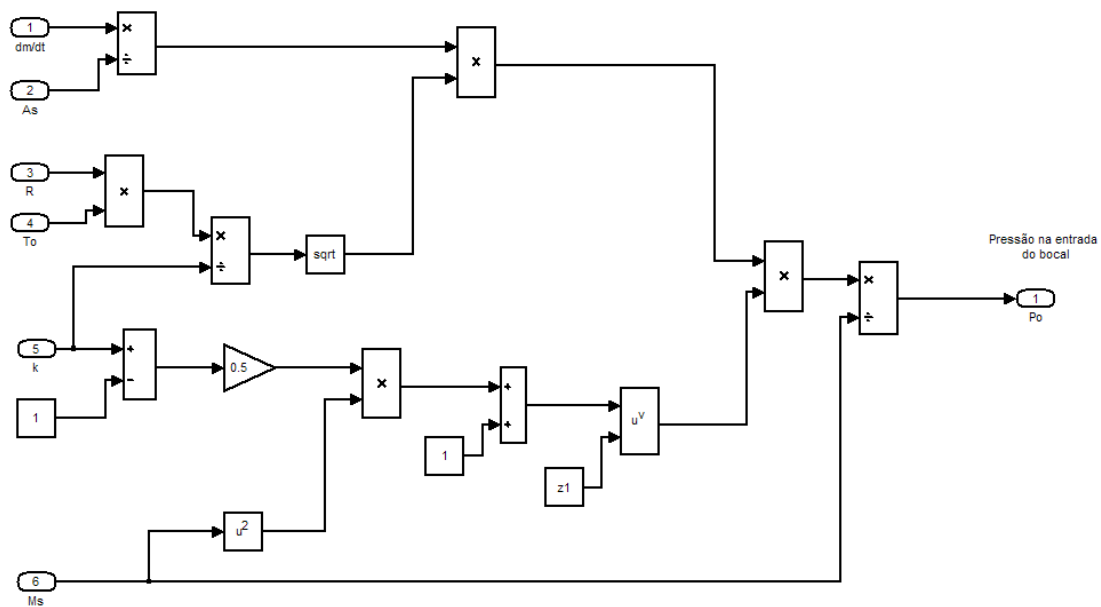 1
×
÷
dm/dt
2
As
×
3
R
×
4
To
×
÷
sqrt
Pressão na entrada
do bocal
×
×
÷
1
Po
5
k
+
-
0.5
×
1
+
+
1
u^v
z1
u^2
6
Ms